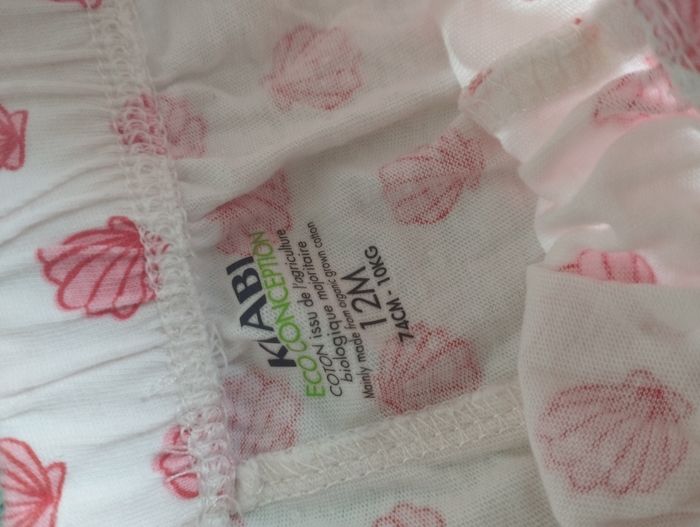 KIABI
ECOCONCEPTION
COTON issu de l'agriculture
biologique majoritaire
Mainly made from organic grown cotton
12M
74CM - 10KG